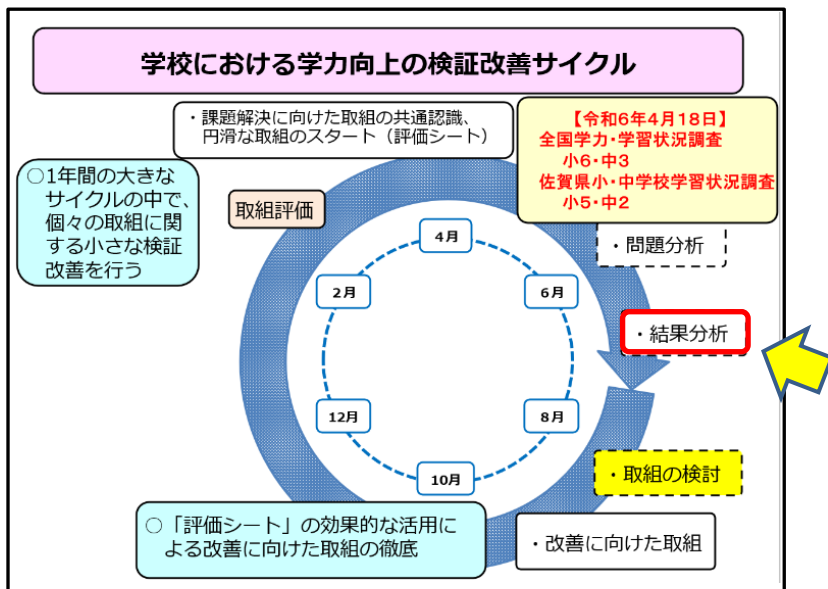 学校における学力向上の検証改善サイクル
・課題解決に向けた取組の共通認識、
円滑な取組のスタート（評価シート）
【令和6年4月18日】
全国学力・学習状況調査
小6・中3
佐賀県小・中学校学習状況調査
小5・中2
○1年間の大きな
サイクルの中で、
個々の取組に関
する小さな検証
改善を行う
取組評価
4月
・問題分析
2月
6月
・結果分析
12月
8月
・取組の検討
10月
○「評価シート」の効果的な活用に
よる改善に向けた取組の徹底
・改善に向けた取組